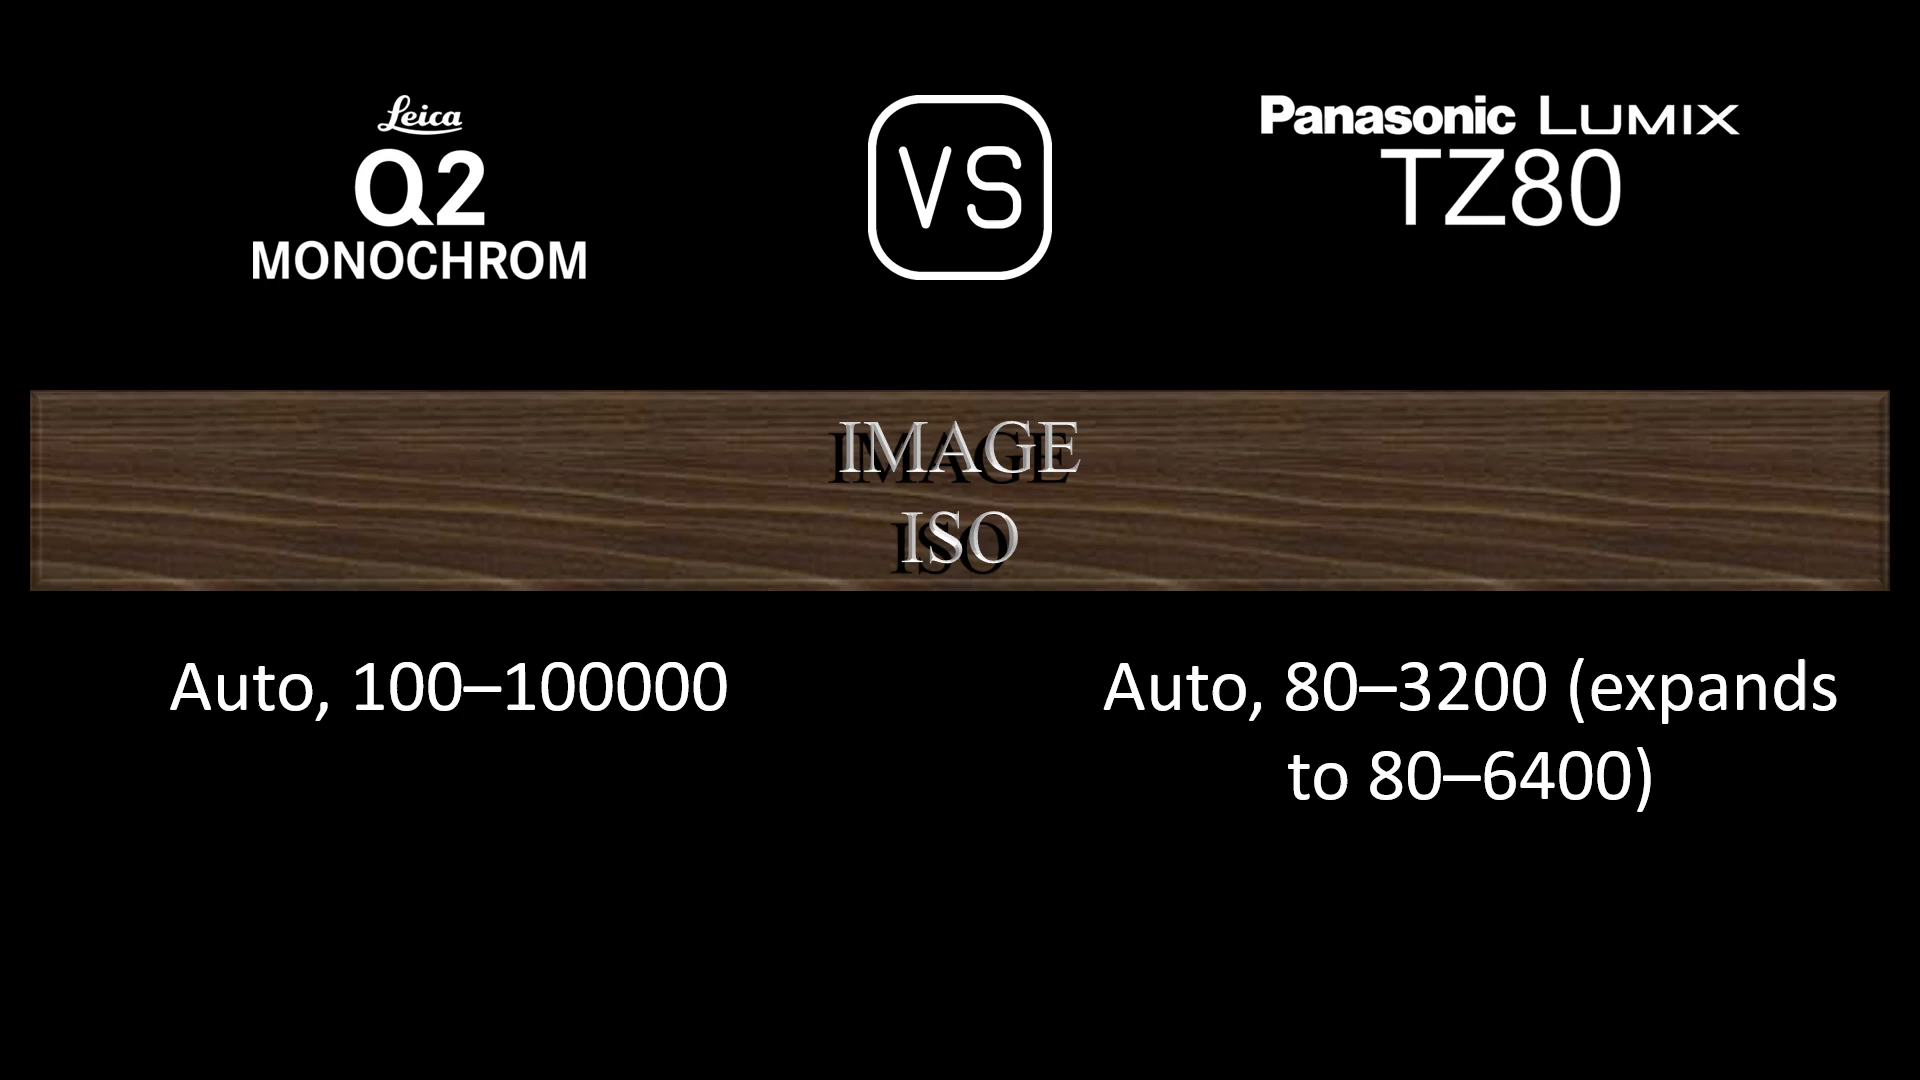 Leica
Q2
MONOCHROM
VS
Panasonic LUMIX
TZ80
IMAGE
ISO
Auto, 100–100000
Auto, 80–3200 (expands
to 80–6400)